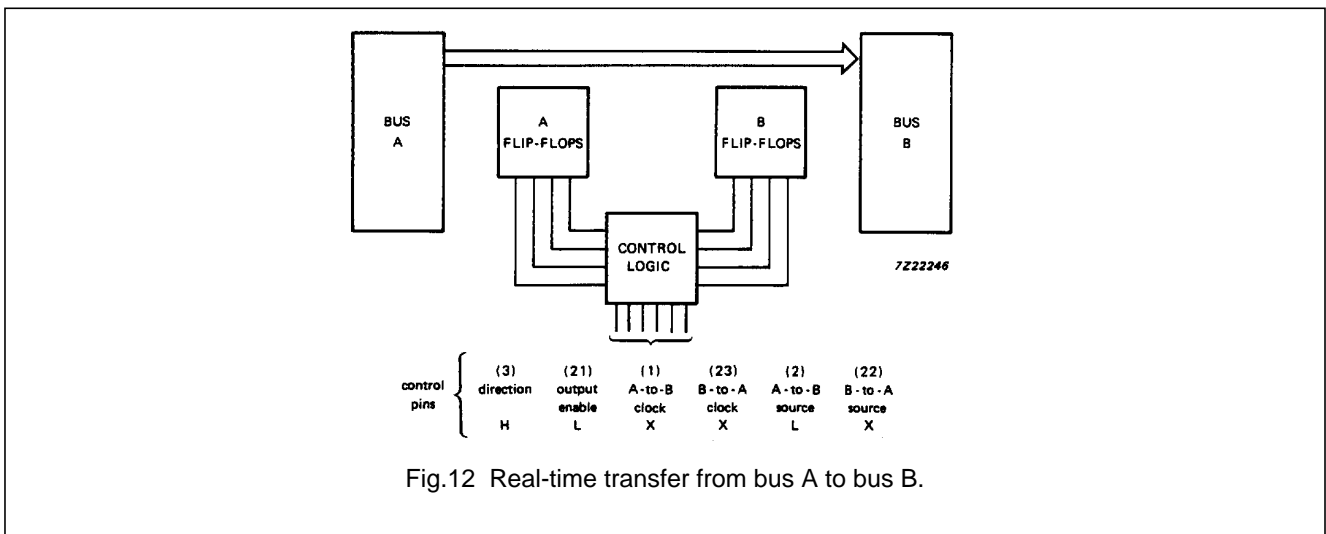 BUS
A
A
FLIP-FLOPS
B
FLIP-FLOPS
BUS
B
CONTROL
LOGIC
7Z22246
control
pins
(3) (21) (1) (23) (2) (22)
direction output A-to-B B-to-A A-to-B B-to-A
enable clock clock source source
H L X X L X
Fig.12 Real-time transfer from bus A to bus B.